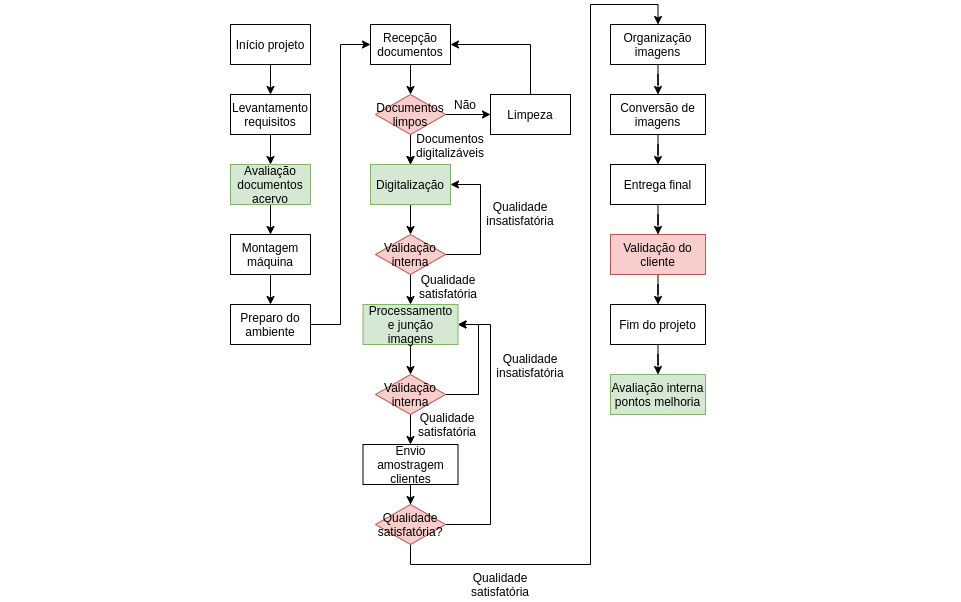 Início projeto
Levantamento
requisitos
Avaliação
documentos
acervo
Montagem
máquina
Preparo do
ambiente
Recepção
documentos
Documentos
limpos
Não
Limpeza
Documentos
digitalizáveis
Digitalização
Qualidade
insatisfatória
Validação
interna
Qualidade
satisfatória
Processamento
e junção
imagens
Qualidade
insatisfatória
Validação
interna
Qualidade
satisfatória
Envio
amostragem
clientes
Qualidade
satisfatória?
Qualidade
satisfatória
Organização
imagens
Conversão de
imagens
Entrega final
Validação do
cliente
Fim do projeto
Avaliação interna
pontos melhoria